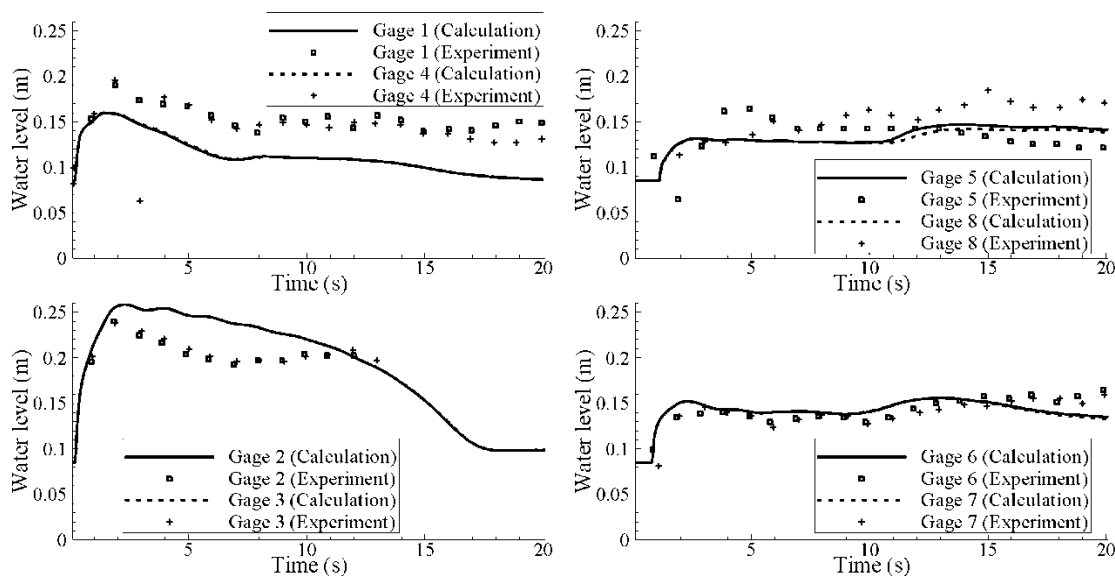 0.25
0.2
0.15
0.1
0.05
0
Water level (m)
5
10
15
20
Time (s)
Gage 1 (Calculation)
Gage 1 (Experiment)
Gage 4 (Calculation)
Gage 4 (Experiment)
0.25
0.2
0.15
0.1
0.05
0
Water level (m)
5
10
15
20
Time (s)
Gage 5 (Calculation)
Gage 5 (Experiment)
Gage 8 (Calculation)
Gage 8 (Experiment)
0.25
0.2
0.15
0.1
0.05
0
Water level (m)
5
10
15
20
Time (s)
Gage 2 (Calculation)
Gage 2 (Experiment)
Gage 3 (Calculation)
Gage 3 (Experiment)
0.25
0.2
0.15
0.1
0.05
0
Water level (m)
5
10
15
20
Time (s)
Gage 6 (Calculation)
Gage 6 (Experiment)
Gage 7 (Calculation)
Gage 7 (Experiment)